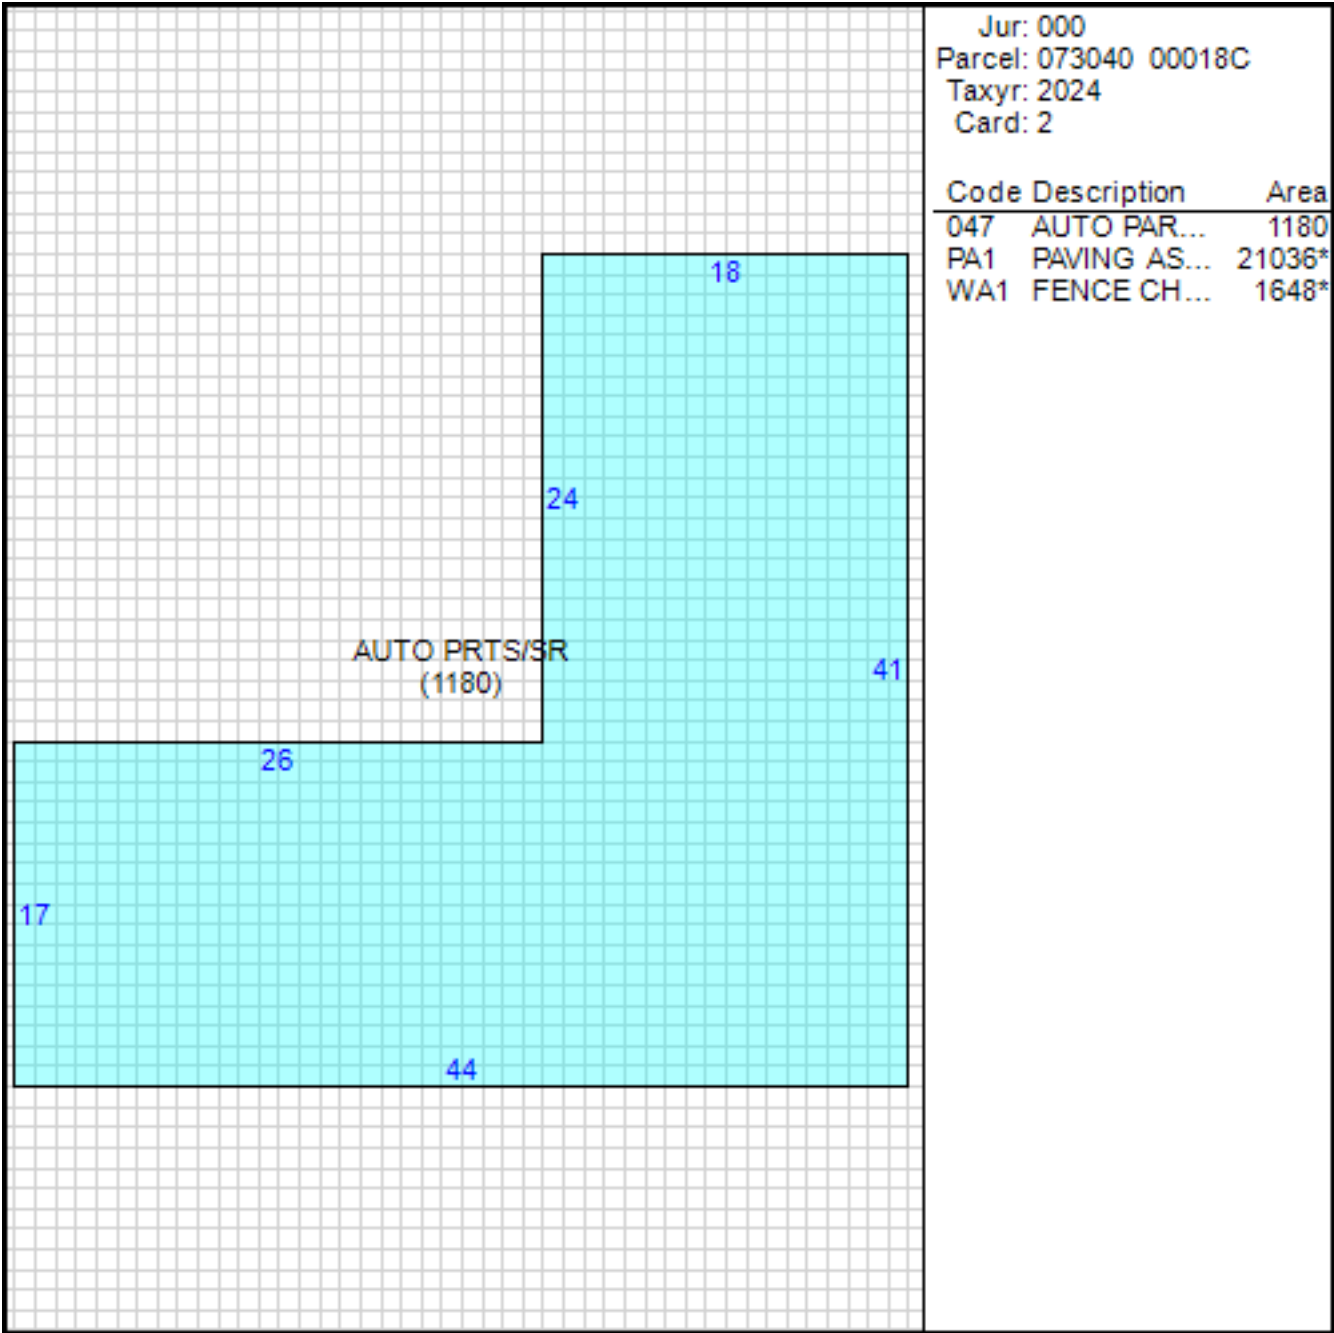 Jur: 000
Parcel: 073040 00018C
Taxyr: 2024
Card: 2
Code Description Area
047 AUTO PAR... 1180
PA1 PAVING AS... 21036*
WA1 FENCE CH... 1648*
18
24
AUTO PRTS/SR
(1180)
41
26
17
44